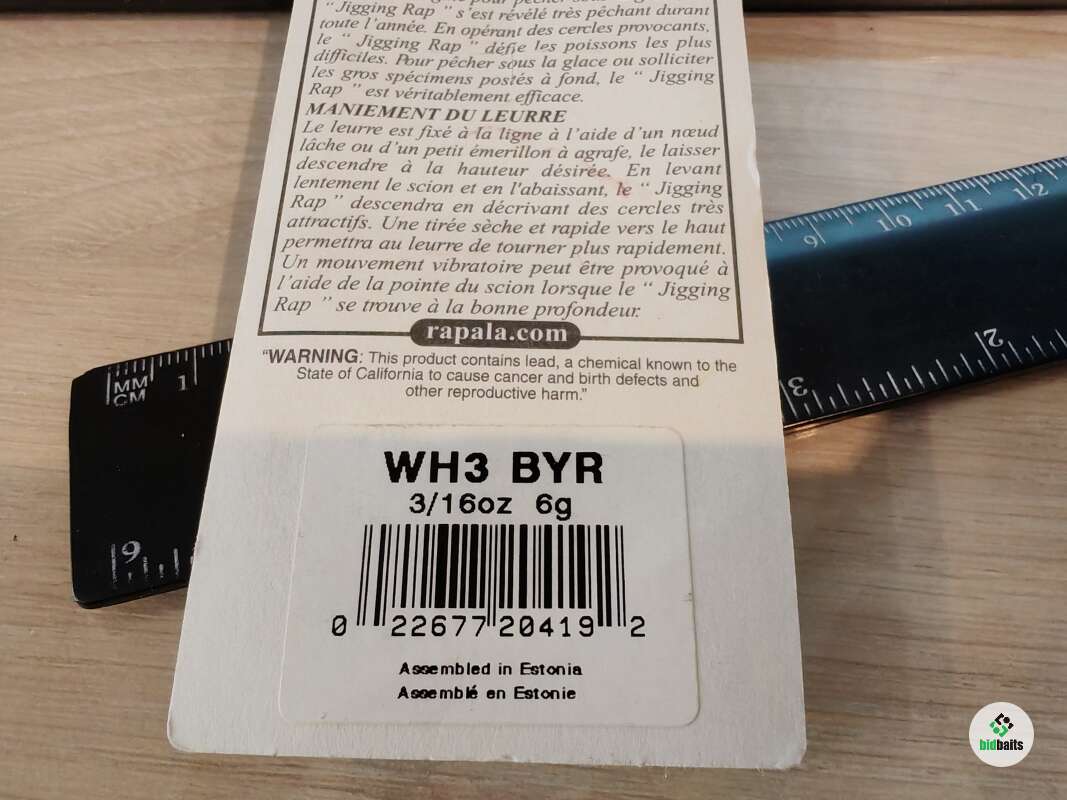 “Jigging Rap” s'est révélé très pêchant durant
toute l'année. En opérant des cercles provocants,
le “ Jigging Rap ” défie les poissons les plus
difficiles. Pour pêcher sous la glace ou solliciter
les gros spécimens postés à fond, le “ Jigging
Rap ” est véritablement efficace.
MANIEMENT DU LEURRE
Le leurre est fixé à la ligne à l'aide d'un nœud
lâche ou d'un petit émerillon à agrafe, le laisser
descendre à la hauteur désirée. En levant
lentement le scion et en l'abaissant, le “ Jigging
Rap ” descendra en décrivant des cercles très
attractifs. Une tirée sèche et rapide vers le haut
permettra au leurre de tourner plus rapidement.
Un mouvement vibratoire peut être provoqué à
l'aide de la pointe du scion lorsque le “ Jigging
Rap ” se trouve à la bonne profondeur.
rapala.com
“WARNING: This product contains lead, a chemical known to the
State of California to cause cancer and birth defects and
other reproductive harm.”
WH3 BYR
3/16oz 6g
0 22677 20419 2
Assembled in Estonia
Assemblé en Estonie
MM 1
CM
6
9 10 11 12
3 2
bidbaits